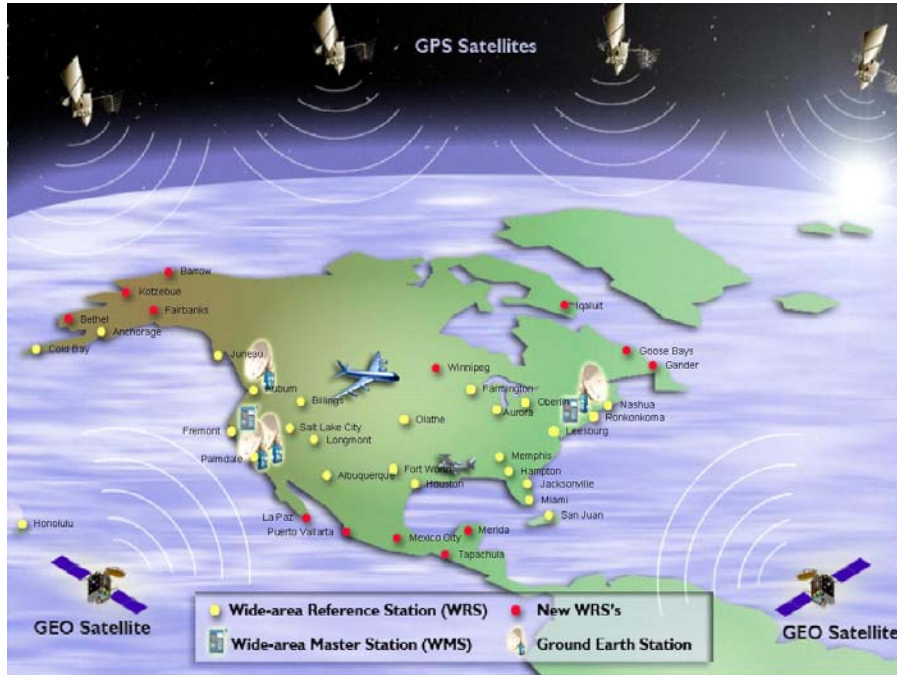 GPS Satellites
Barrow
Kotzebue
Fairbanks
Iqaluit
Bethel
Anchorage
Cold Bay
Juneau
Goose Bays
Gander
Winnipeg
Auburn
Farmington
Billings
Oberlin
Nashua
Aurora
Ronkonkoma
Olathe
Salt Lake City
Fremont
Leesburg
Longmont
Palmdale
Memphis
Fort Worth
Hampton
Albuquerque
Houston
Jacksonville
Miami
La Paz
San Juan
Honolulu
Puerto Vallarta
Merida
Mexico City
Tapachula
Wide-area Reference Station (WRS)
New WRS's
GEO Satellite
GEO Satellite
Wide-area Master Station (WMS)
Ground Earth Station